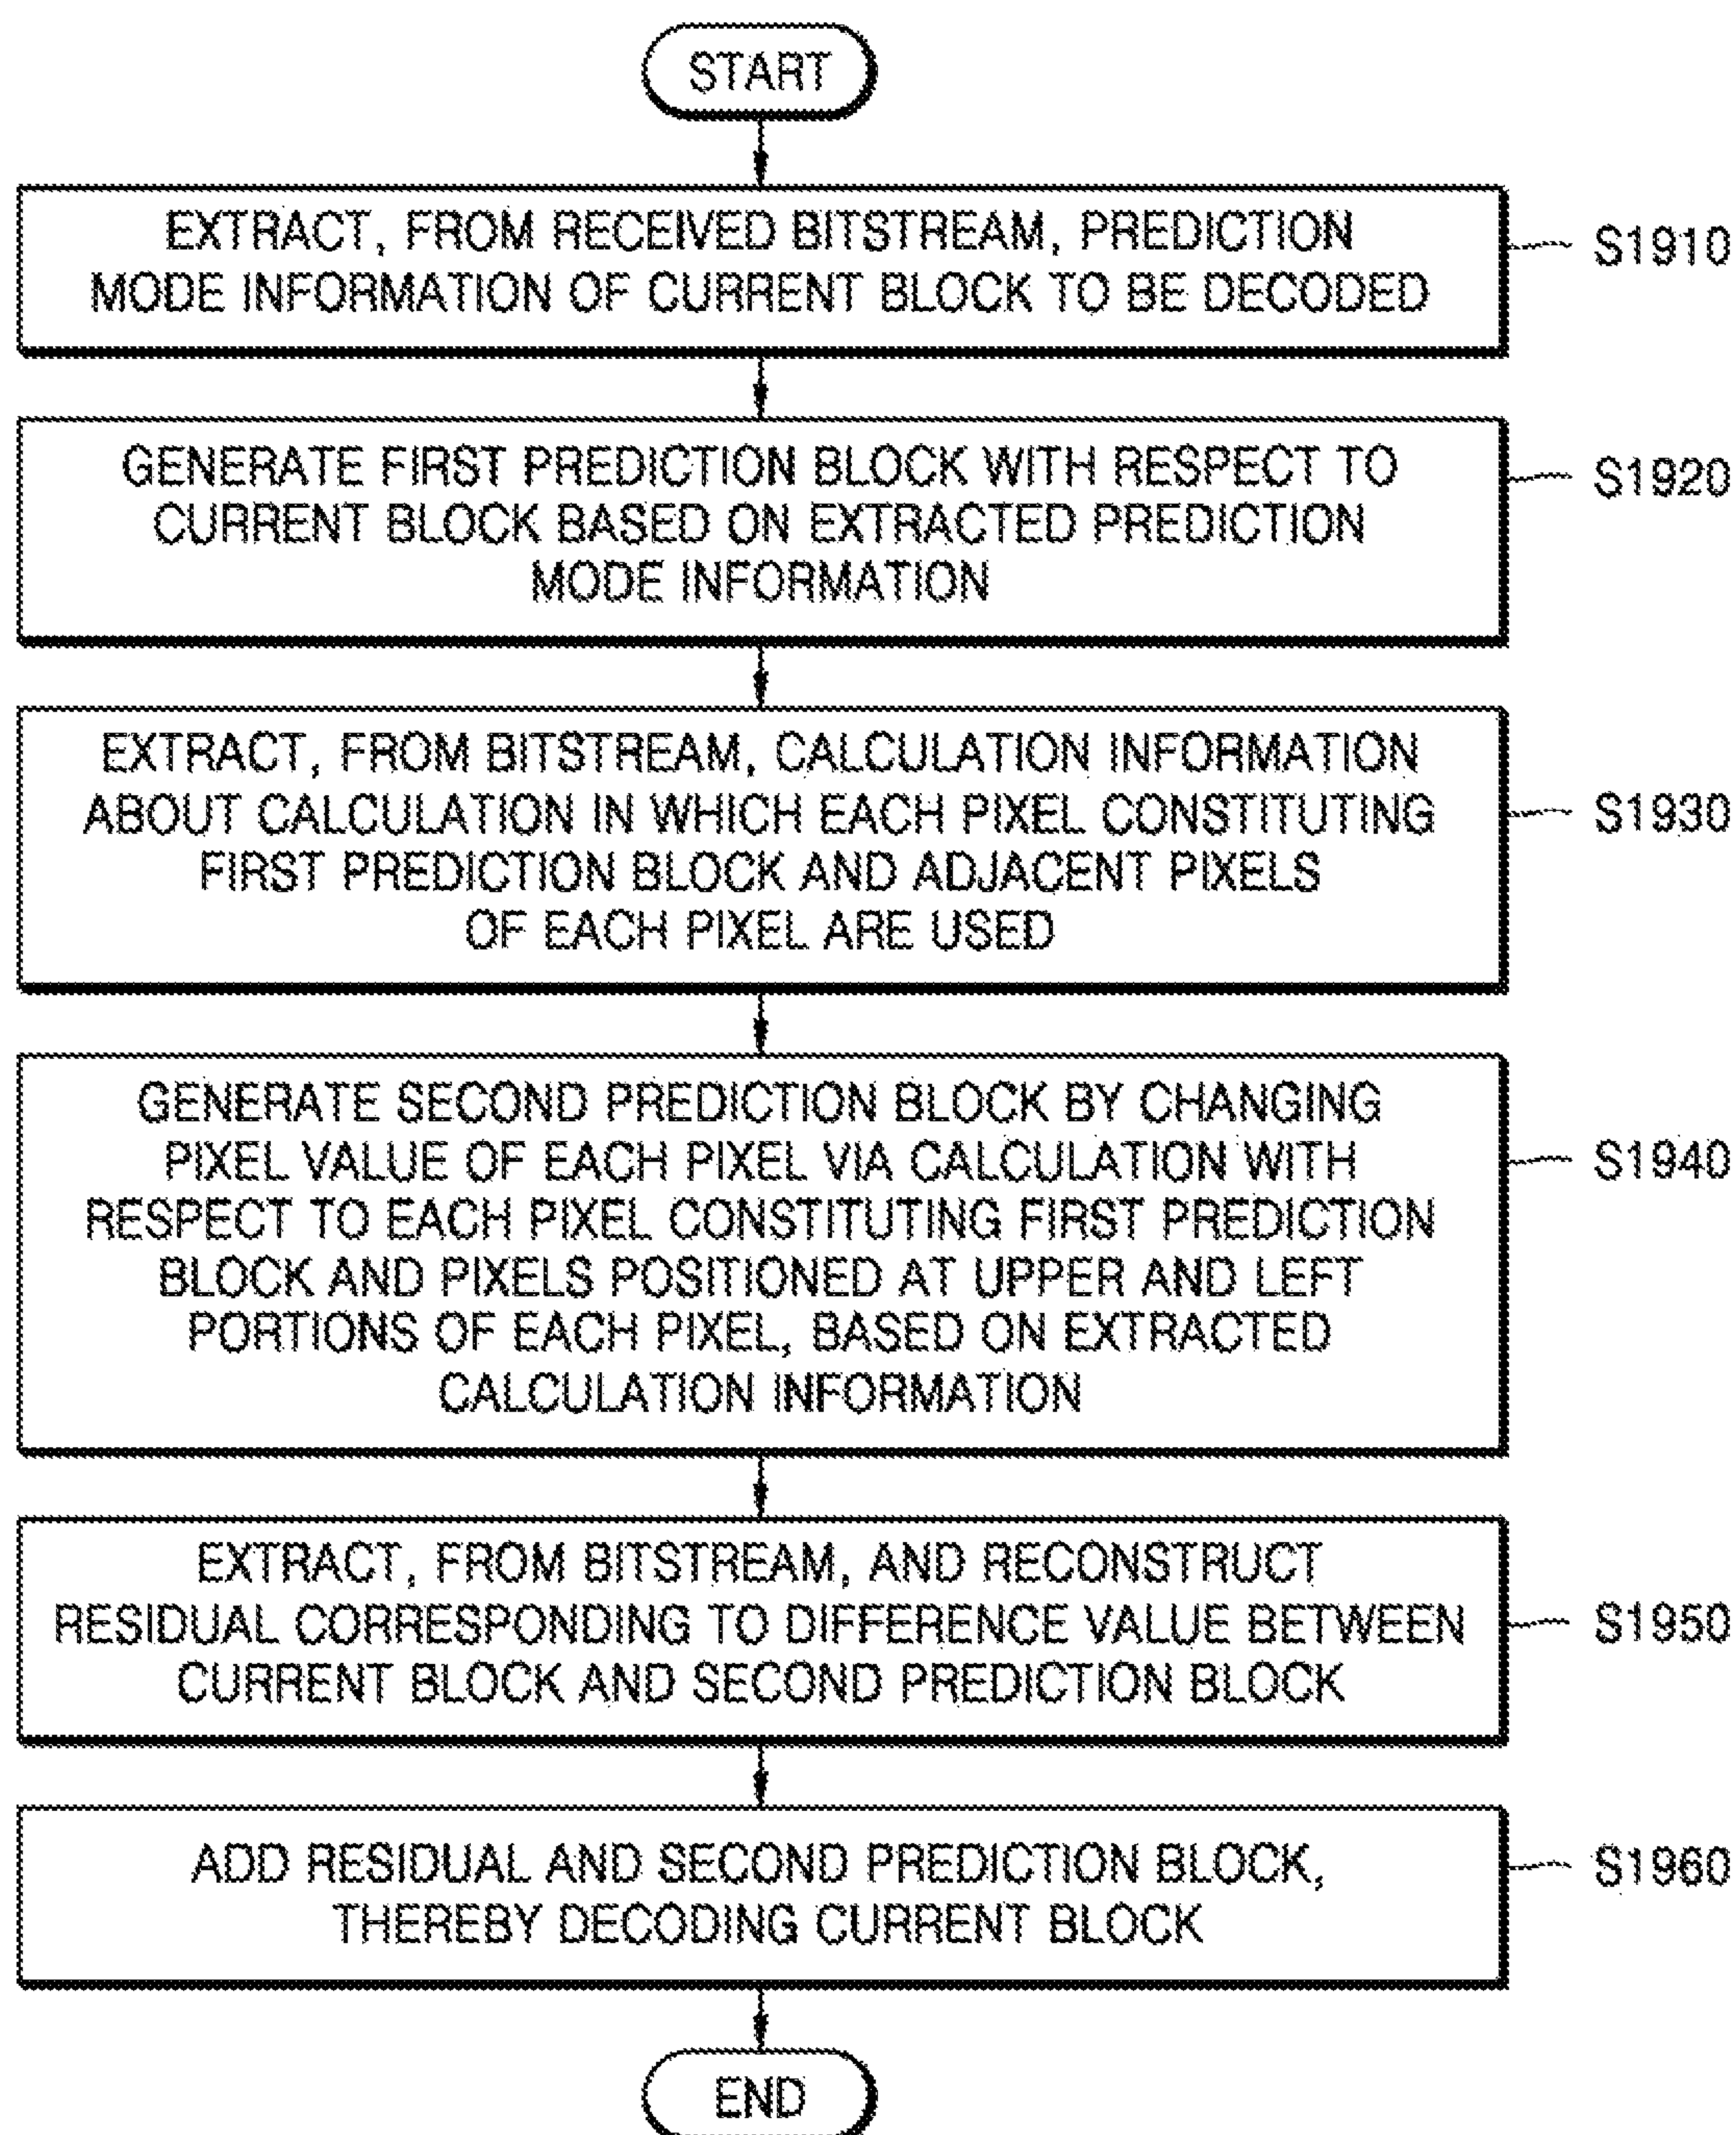 START
EXTRACT, FROM RECEIVED BITSTREAM, PREDICTION
MODE INFORMATION OF CURRENT BLOCK TO BE DECODED
S1910
GENERATE FIRST PREDICTION BLOCK WITH RESPECT TO
CURRENT BLOCK BASED ON EXTRACTED PREDICTION
MODE INFORMATION
S1920
EXTRACT, FROM BITSTREAM, CALCULATION INFORMATION
ABOUT CALCULATION IN WHICH EACH PIXEL CONSTITUTING
FIRST PREDICTION BLOCK AND ADJACENT PIXELS
OF EACH PIXEL ARE USED
S1930
GENERATE SECOND PREDICTION BLOCK BY CHANGING
PIXEL VALUE OF EACH PIXEL VIA CALCULATION WITH
RESPECT TO EACH PIXEL CONSTITUTING FIRST PREDICTION
BLOCK AND PIXELS POSITIONED AT UPPER AND LEFT
PORTIONS OF EACH PIXEL, BASED ON EXTRACTED
CALCULATION INFORMATION
S1940
EXTRACT, FROM BITSTREAM, AND RECONSTRUCT
RESIDUAL CORRESPONDING TO DIFFERENCE VALUE BETWEEN
CURRENT BLOCK AND SECOND PREDICTION BLOCK
S1950
ADD RESIDUAL AND SECOND PREDICTION BLOCK,
THEREBY DECODING CURRENT BLOCK
S1960
END